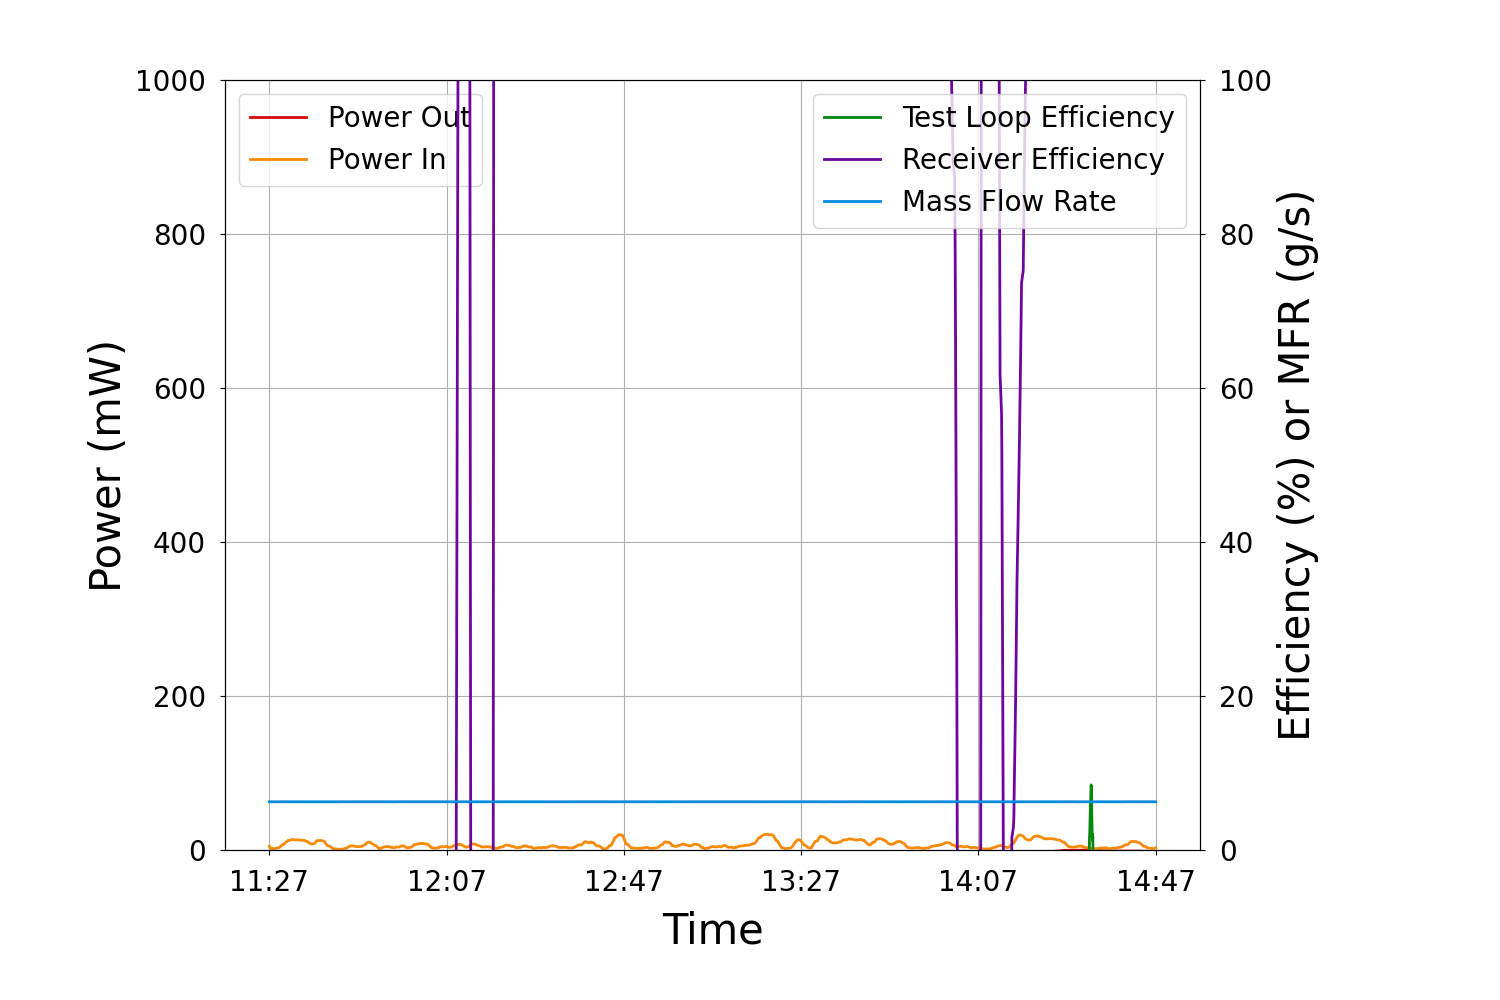 1000
800
600
400
200
0
Power (mW)
Power Out
Power In
Test Loop Efficiency
Receiver Efficiency
Mass Flow Rate
100
80
60
40
20
0
Efficiency (%) or MFR (g/s)
11:27 12:07 12:47 13:27 14:07 14:47
Time